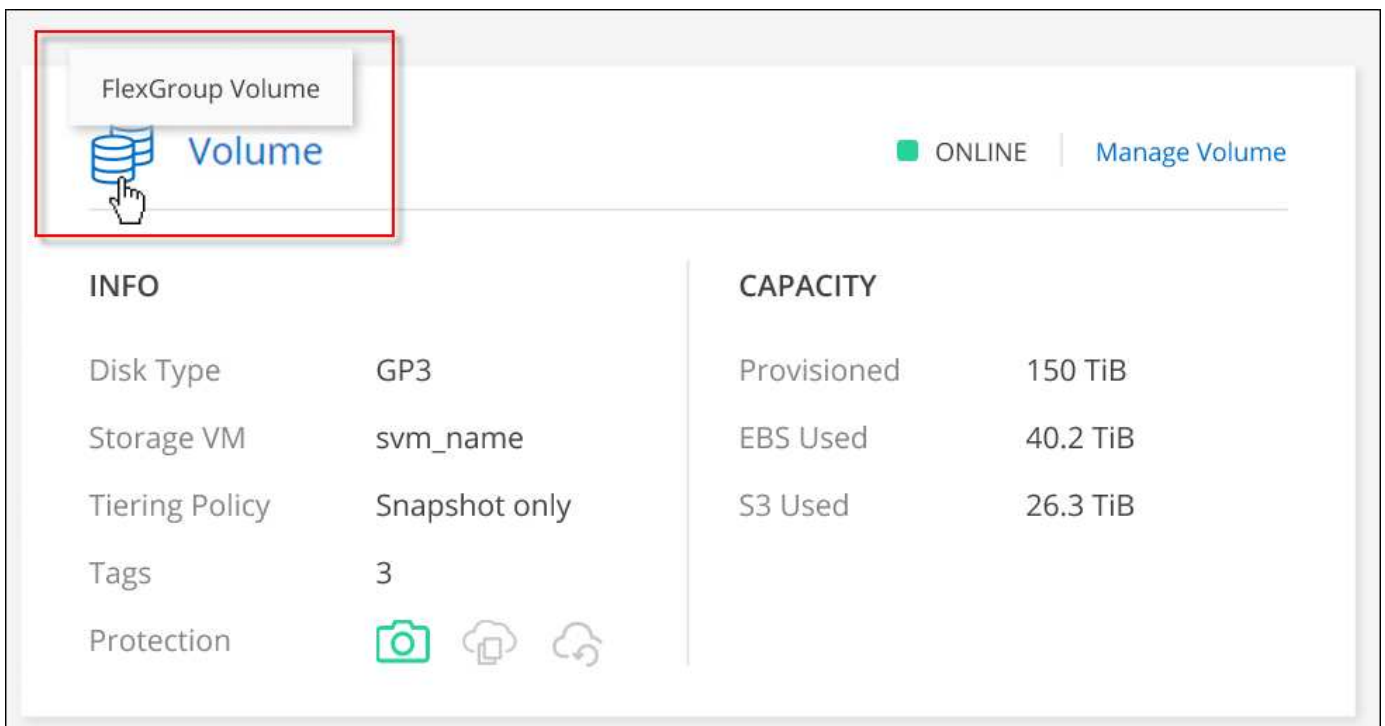 FlexGroup Volume
Volume
ONLINE
Manage Volume
INFO
Disk Type GP3
Storage VM svm_name
Tiering Policy Snapshot only
Tags 3
Protection
CAPACITY
Provisioned 150 TiB
EBS Used 40.2 TiB
S3 Used 26.3 TiB